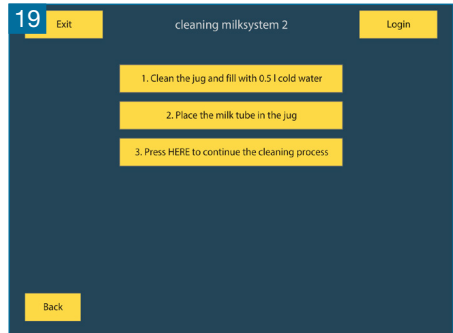 19
Exit
cleaning milksystem 2
Login
1. Clean the jug and fill with 0.5 l cold water
2. Place the milk tube in the jug
3. Press HERE to continue the cleaning process
Back